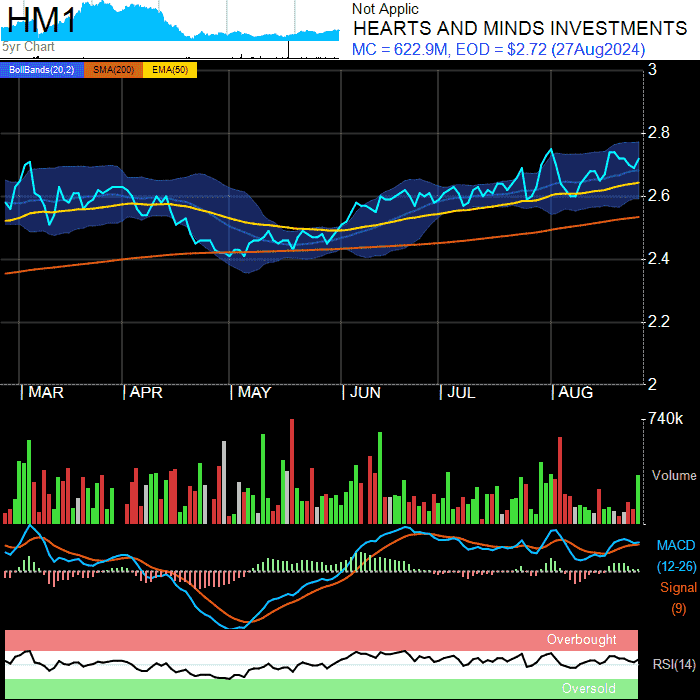 HM1
5yr Chart
Not Applic
HEARTS AND MINDS INVESTMENTS
MC = 622.9M, EOD = $2.72 (27Aug2024)
BollBands(20,2) SMA(200) EMA(50)
3
2.8
2.6
2.4
2.2
2
| MAR | APR | MAY | JUN | JUL | AUG
740k
Volume
MACD
(12-26)
Signal
(9)
Overbought
RSI(14)
Oversold